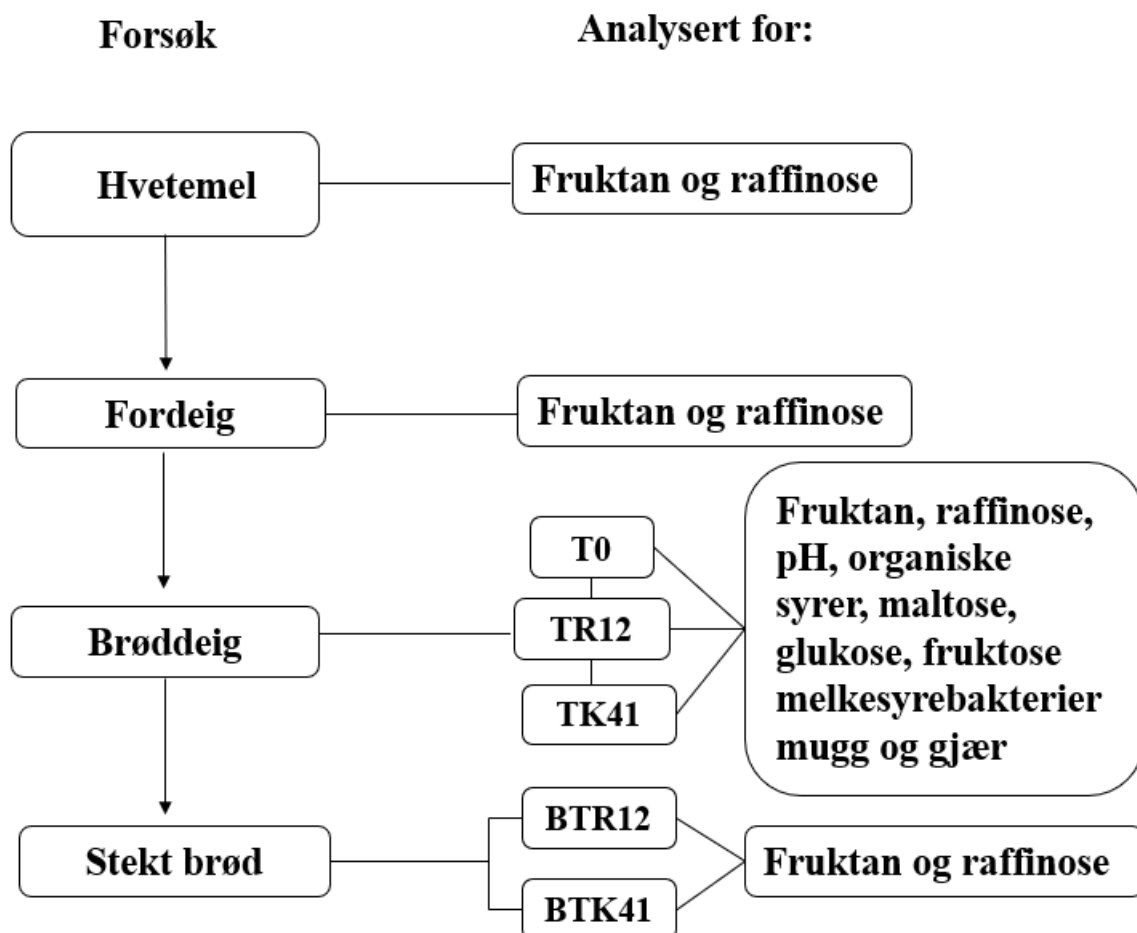 Forsøk
Analysert for:
Hvetemel
Fruktan og raffinose
Fordeig
Fruktan og raffinose
Brøddeig
T0
TR12
TK41
Fruktan, raffinose,
pH, organiske
syrer, maltose,
glukose, fruktose
melkesyrebakterier
mugg og gjær
Stekt brød
BTR12
BTK41
Fruktan og raffinose